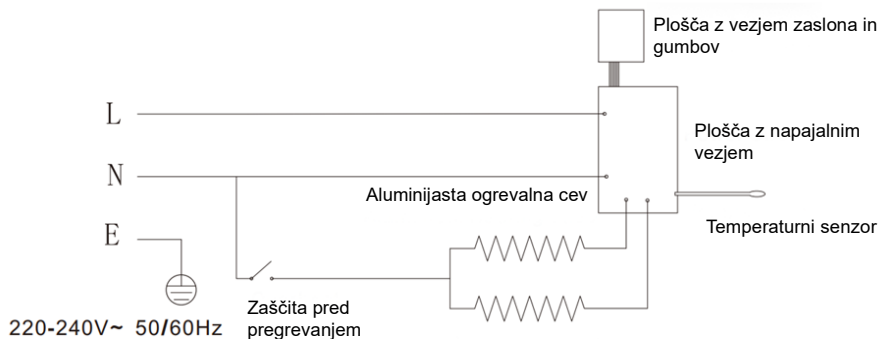 Plošča z vezjem zaslona in
gumbov
L
Plošča z napajalnim
vezjem
N
Aluminijasta ogrevalna cev
Temperaturni senzor
E
Zaščita pred
pregrevanjem
220-240V~ 50/60Hz